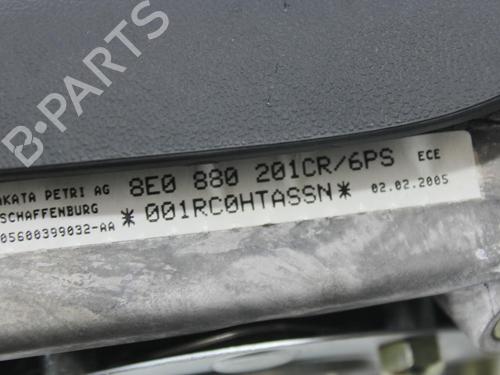 B-PARTS
AKATA PETRI AG 8E0 880 201CR/6PS ECE
SCHAFFENBURG *001RC0HTASSN* 02.02.2005
05600399032-AA